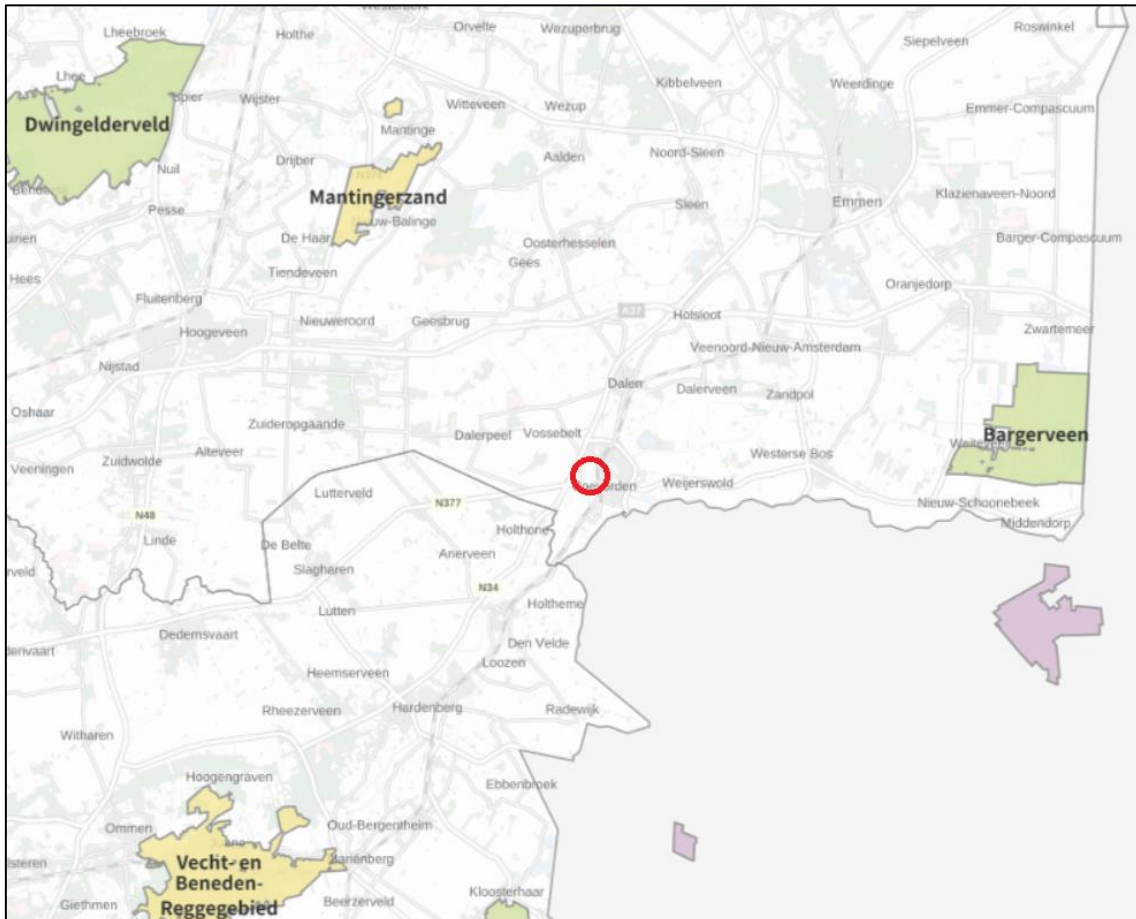 Westerbork
Lheebroek
Holthe
Orvelte
Wezuperbrug
Roswinkel
Siepelveen
Lhee
Spier
Wijster
Witteveen
Wezup
Kibbelveen
Weerdinge
Emmer-Compascuum
Dwingelderveld
Mantinge
Drijber
Aalden
Noord-Sleen
Nuil
Mantingerzand
Klazienaveen-Noord
Pesse
Nieuw-Balinge
Sleen
Emmen
De Haar
Oosterhesselen
Barger-Compascuum
Hees
Tiendeveen
Gees
Oranjedorp
Fluitenberg
A37
Holsloot
Hoogeveen
Nieuweroord
Geesbrug
Zwartemeer
Veenoord-Nieuw-Amsterdam
Nijstad
Dalen
Dalerveen
Zandpol
Oshaar
Zuideropgaande
Dalerpeel
Vossebelt
Bargerveen
Alteveer
Veeningen
Zuidwolde
Westerse Bos
Lutterveld
Weijerswold
N377
Nieuw-Schoonebeek
N48
Middendorp
Linde
De Belte
Holthone
Anerveen
Slagharen
N34
Lutten
Holtheme
Dedemsvaart
Den Velde
Loozen
Heemserveen
Rheezerveen
Hardenberg
Radewijk
Witharen
Hoogengraven
Ebbenbroek
Ommen
Oud-Bergentheim
Vecht- en
Beneden-
Reggegebied
Mariënberg
Beerzerveld
Kloosterhaar
Giethmen